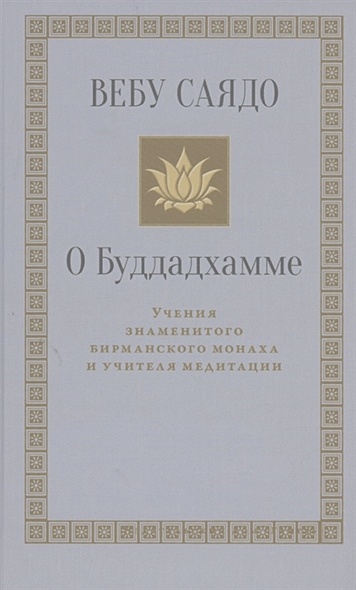 ВЕБУ САЯДО
О Буддадхамме
Учения
знаменитого
бирманского монаха
и учителя медитации